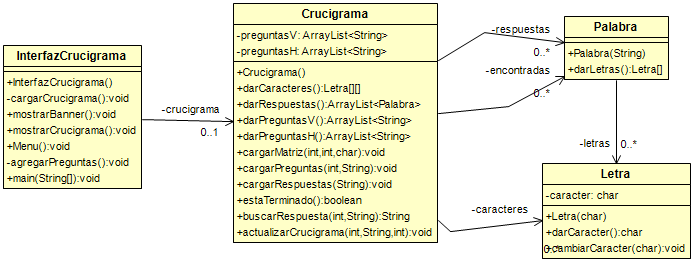 InterfazCrucigrama
+InterfazCrucigrama()
-cargarCrucigrama():void
+mostrarBanner():void
+mostrarCrucigrama():void
+Menu():void
-agregarPreguntas():void
+main(String[]):void
-crucigrama
0..1
Crucigrama
-preguntasV: ArrayList<String>
-preguntasH: ArrayList<String>
+Crucigrama()
+darCaracteres():Letra[][]
+darRespuestas():ArrayList<Palabra>
+darPreguntasV():ArrayList<String>
+darPreguntasH():ArrayList<String>
+cargarMatriz(int,int,char):void
+cargarPreguntas(int,String):void
+cargarRespuestas(String):void
+estaTerminado():boolean
+buscarRespuesta(int,String):String
+actualizarCrucigrama(int,String,int):void
-respuestas
0..*
-encontradas
0..*
Palabra
+Palabra(String)
+darLetras():Letra[]
-letras
0..*
-caracteres
0..*
Letra
-caracter: char
+Letra(char)
+darCaracter():char
+cambiarCaracter(char):void